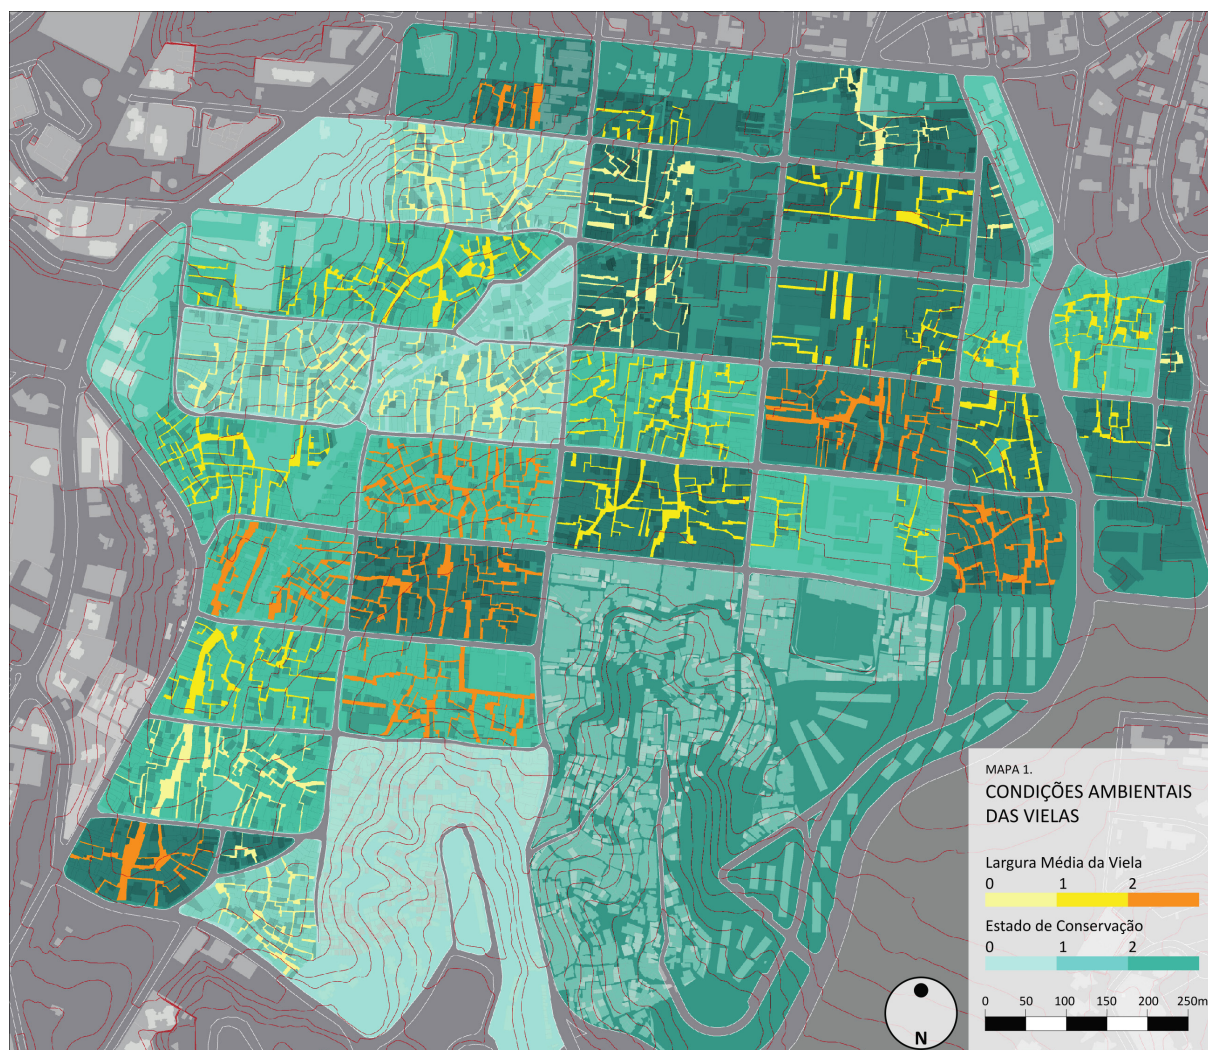 MAPA 1.
CONDIÇÕES AMBIENTAIS
DAS VIELAS
Largura Média da Viela
0 1 2
Estado de Conservação
0 1 2
0 50 100 150 200 250m
N